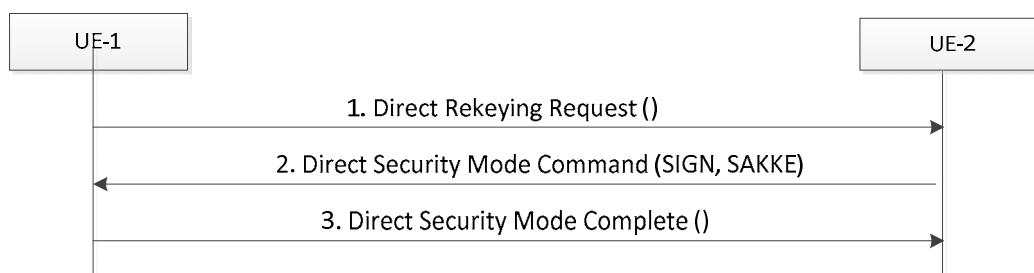 UE-1
UE-2
1. Direct Rekeying Request ()
2. Direct Security Mode Command (SIGN, SAKKE)
3. Direct Security Mode Complete ()